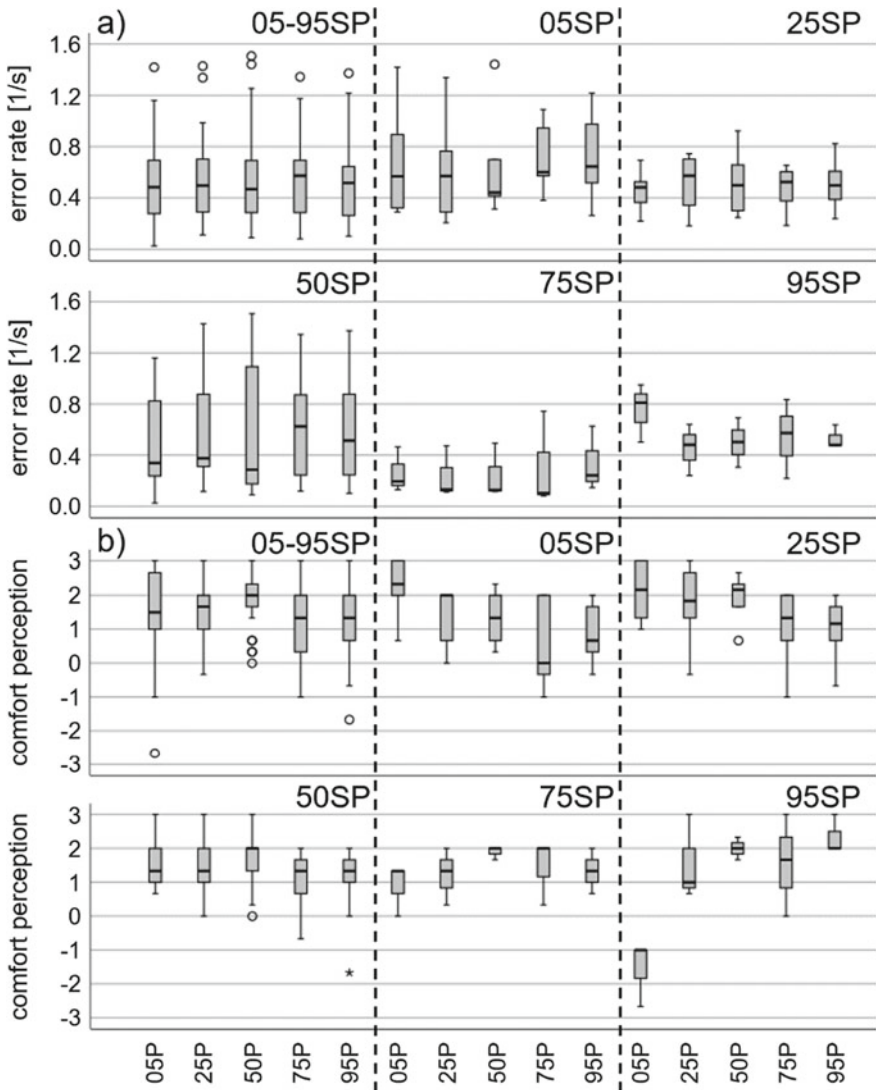 a) 05-95SP 05SP 25SP
error rate [1/s]
1.6
1.2
0.8
0.4
0.0
50SP 75SP 95SP
error rate [1/s]
1.6
1.2
0.8
0.4
0.0
b) 05-95SP 05SP 25SP
comfort perception
3
2
1
0
-1
-2
-3
50SP 75SP 95SP
comfort perception
3
2
1
0
-1
-2
-3
05P 25P 50P 75P 95P 05P 25P 50P 75P 95P 05P 25P 50P 75P 95P